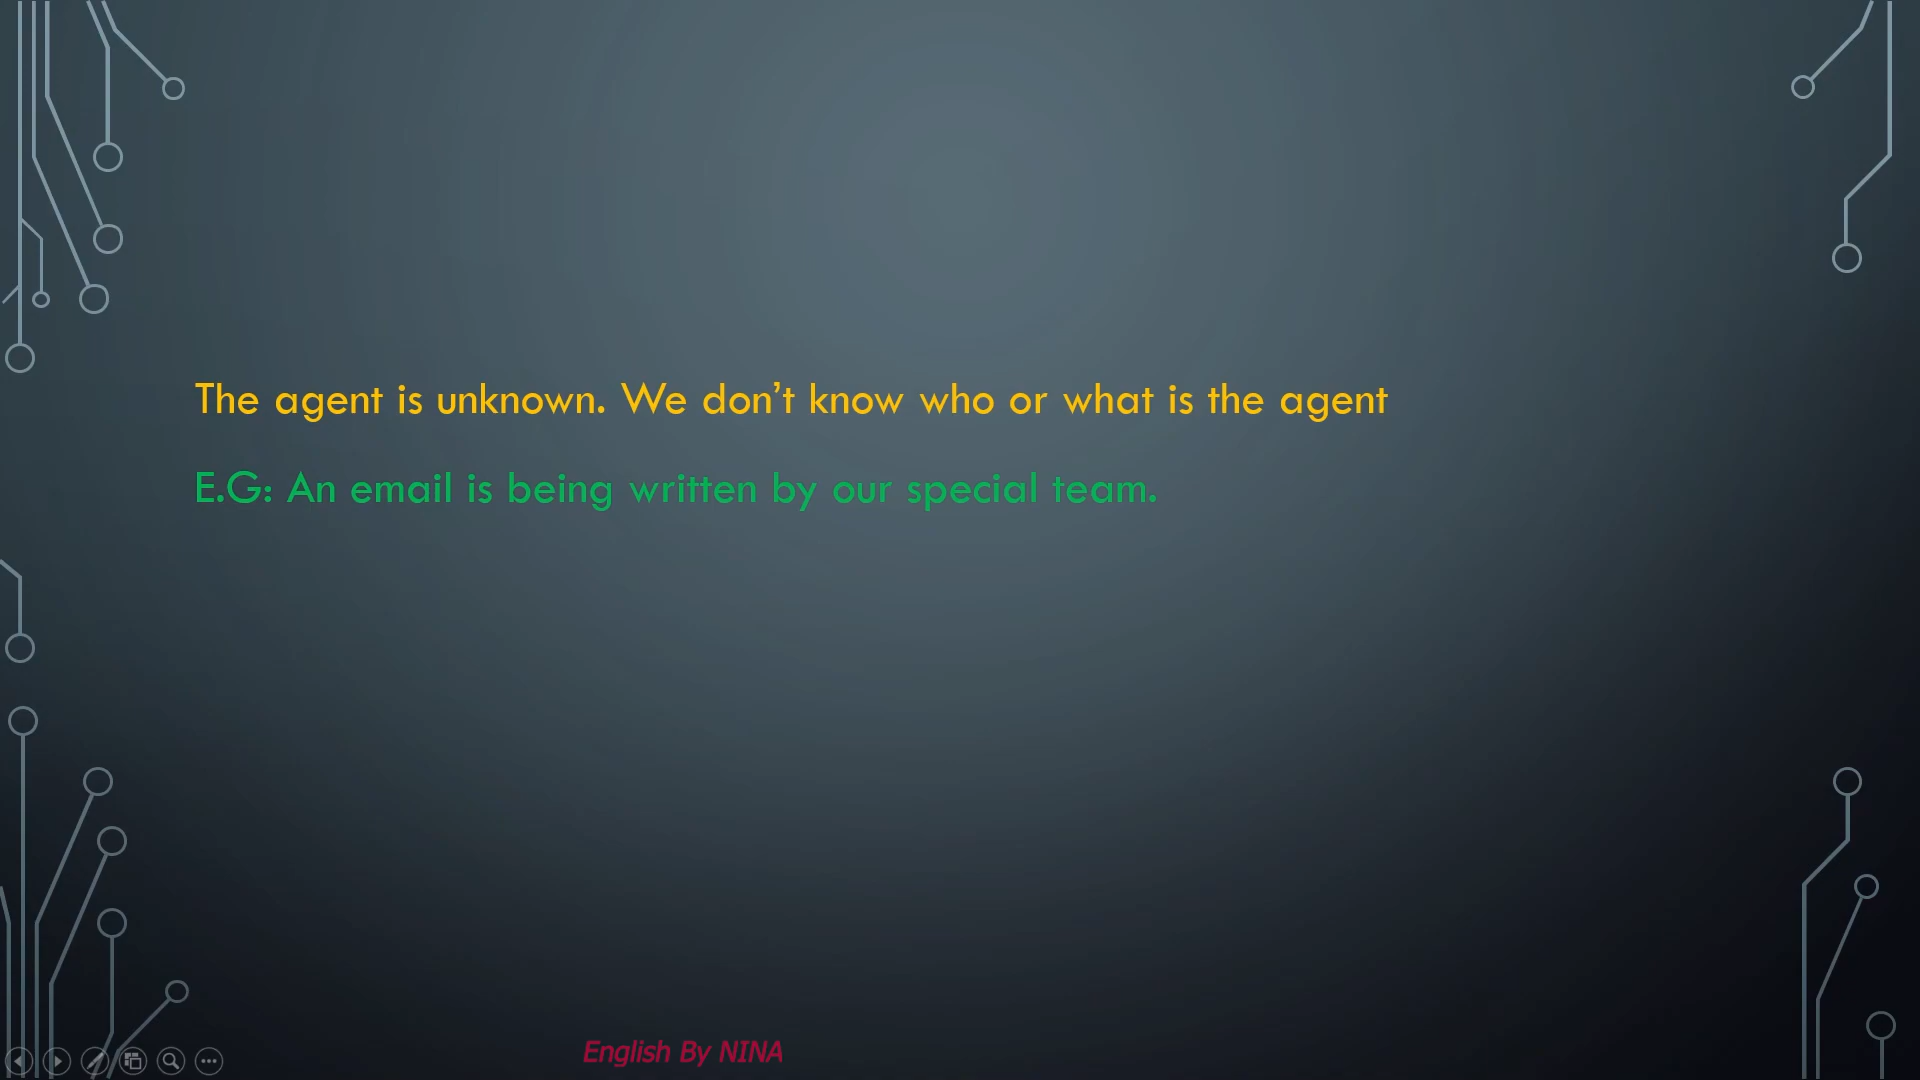 The agent is unknown. We don’t know who or what is the agent
E.G: An email is being written by our special team.
English By NINA